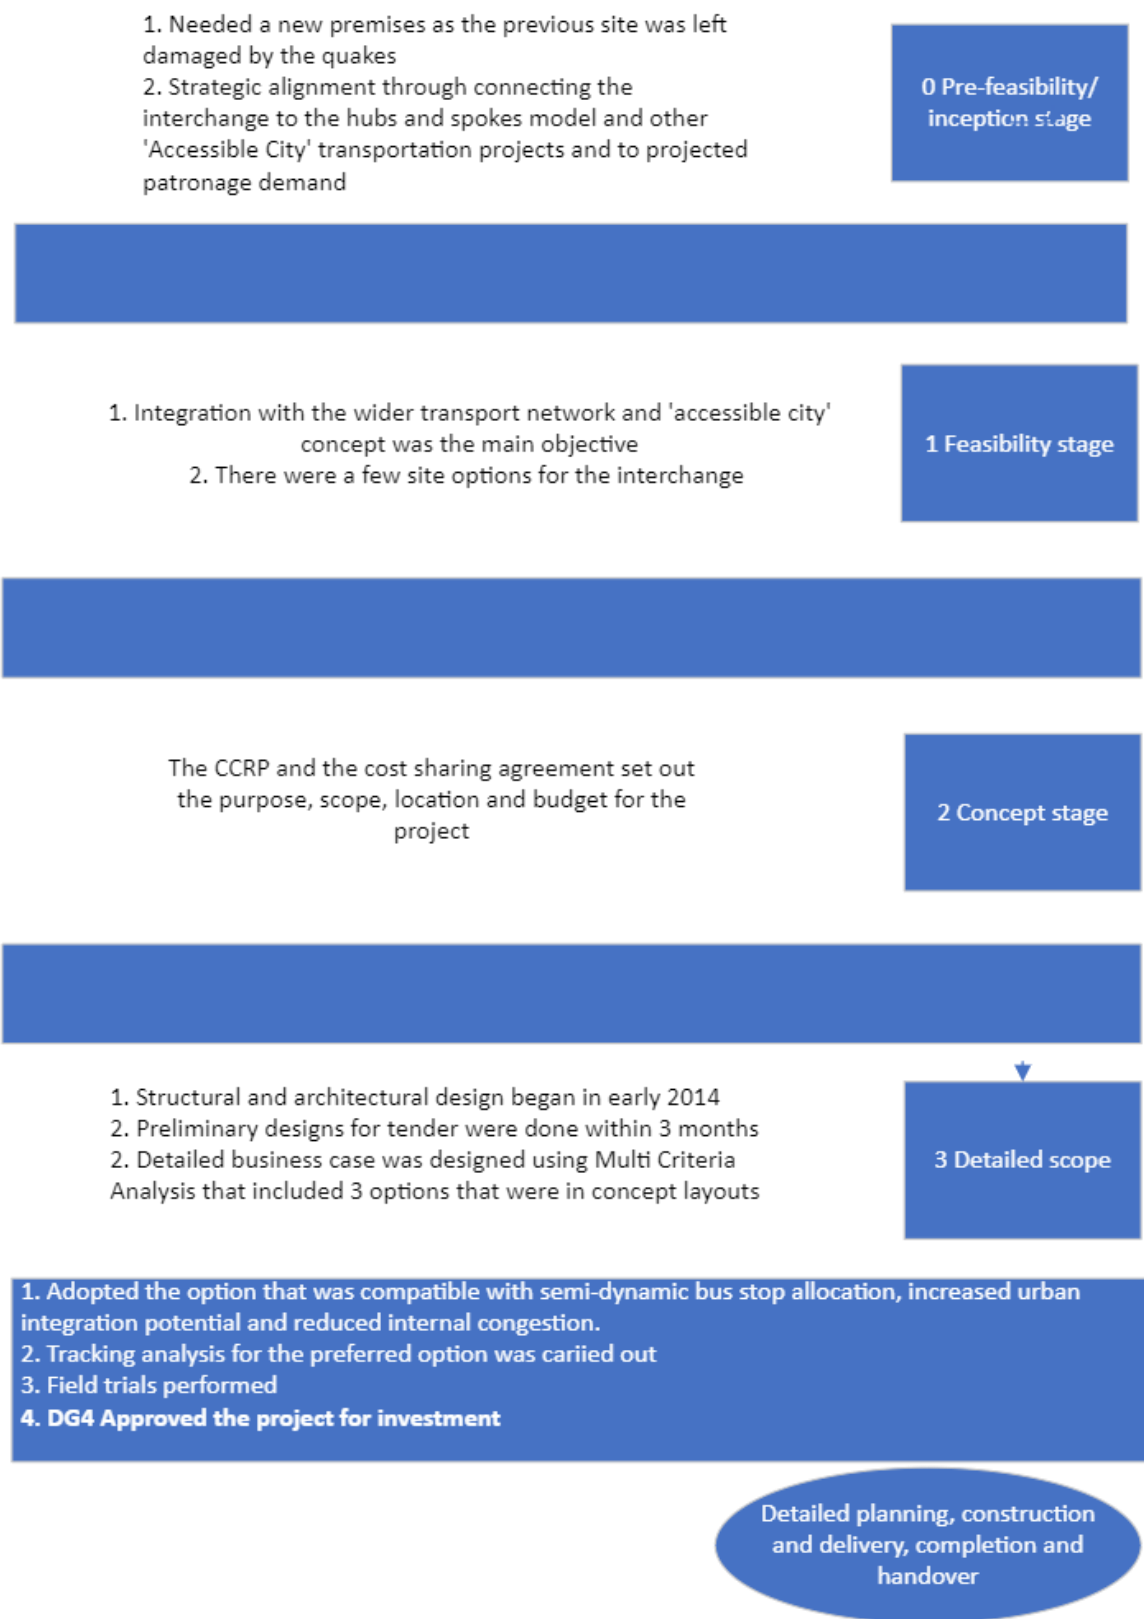 1. Needed a new premises as the previous site was left
damaged by the quakes
2. Strategic alignment through connecting the
interchange to the hubs and spokes model and other
'Accessible City' transportation projects and to projected
patronage demand
0 Pre-feasibility/
inception stage
1. Integration with the wider transport network and 'accessible city'
concept was the main objective
2. There were a few site options for the interchange
1 Feasibility stage
The CCRP and the cost sharing agreement set out
the purpose, scope, location and budget for the
project
2 Concept stage
1. Structural and architectural design began in early 2014
2. Preliminary designs for tender were done within 3 months
2. Detailed business case was designed using Multi Criteria
Analysis that included 3 options that were in concept layouts
3 Detailed scope
1. Adopted the option that was compatible with semi-dynamic bus stop allocation, increased urban
integration potential and reduced internal congestion.
2. Tracking analysis for the preferred option was cariied out
3. Field trials performed
4. DG4 Approved the project for investment
Detailed planning, construction
and delivery, completion and
handover